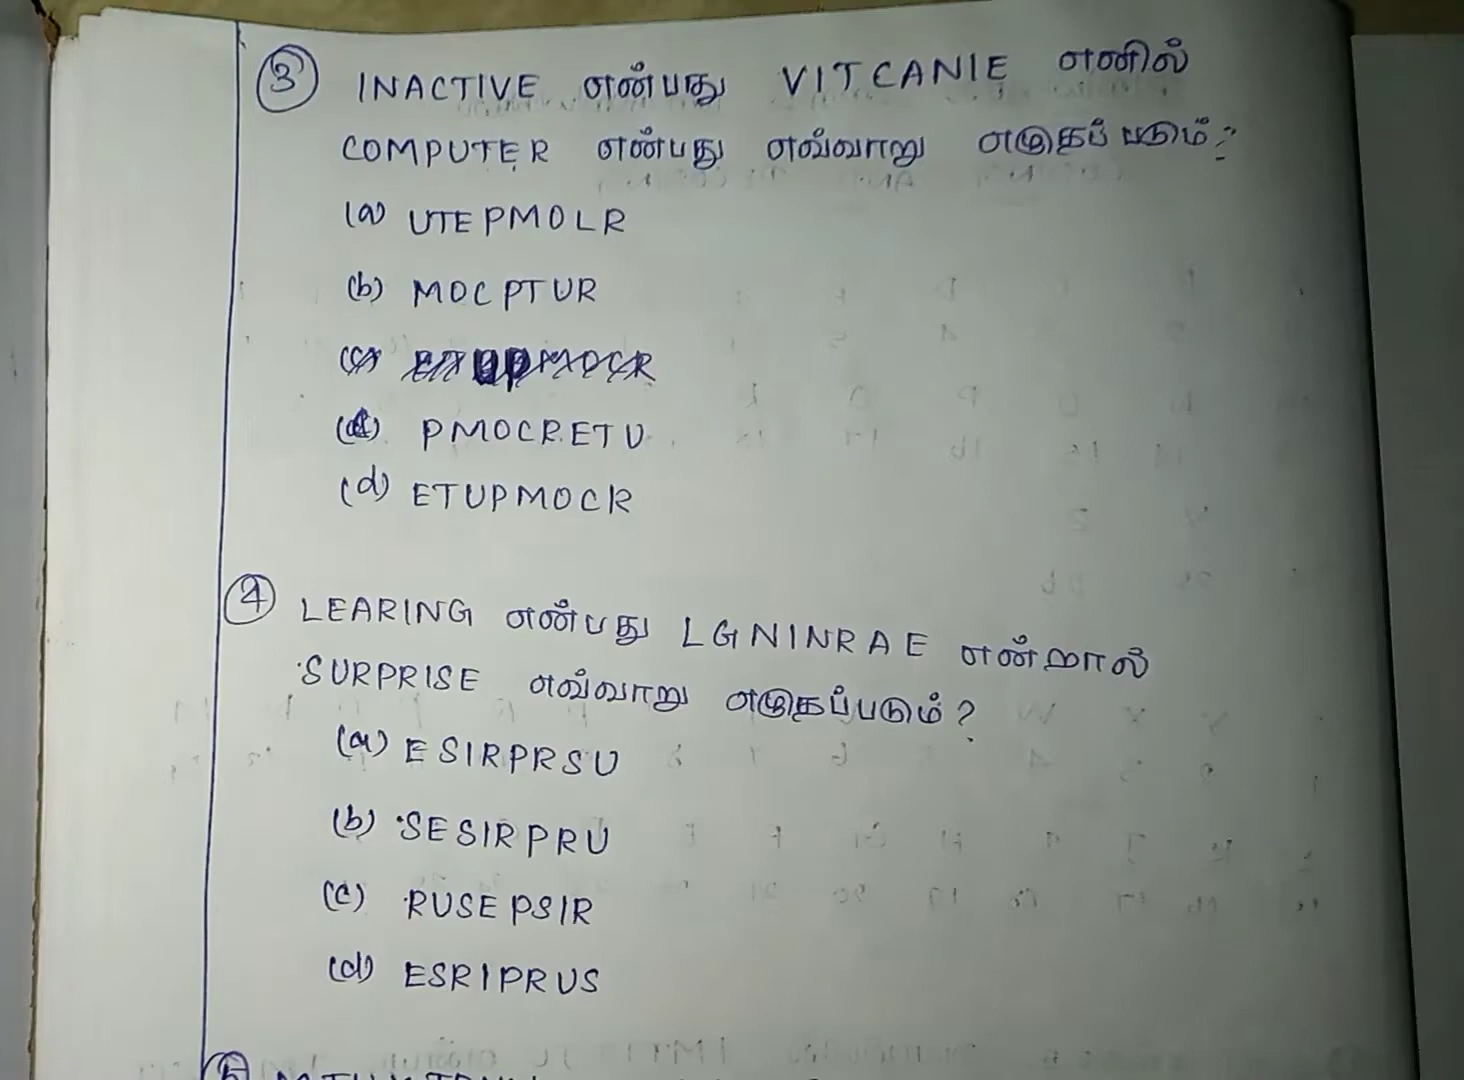 3 INACTIVE என்பது VITCANIE எனில்
COMPUTER என்பது எவ்வாறு எழுதப் படும்?
(a) UTEPMOLR
(b) MOCPTUR
PMOCRETU
(d) ETUPMOCR
4 LEARING என்பது LGNINRAE என்றால்
SURPRISE எவ்வாறு எழுதப்படும்?
(a) ESIRPRSU
(b) SESIRPRU
(c) RUSEPSIR
(d) ESRIPRUS